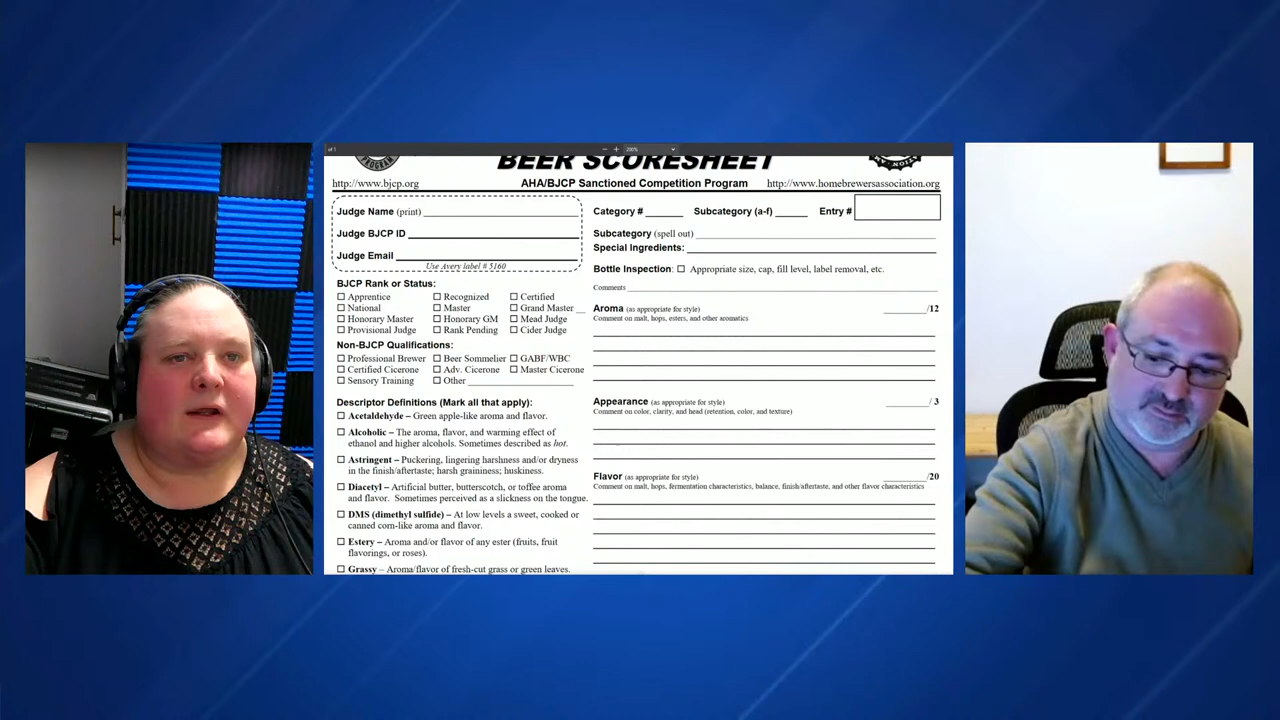 of 1
200%
PROGRAM
BEER SCORESHEET
http://www.bjcp.org
AHA/BJCP Sanctioned Competition Program
http://www.homebrewersassociation.org
Judge Name (print)
Judge BJCP ID
Judge Email
Use Avery label # 5160
BJCP Rank or Status:
☐ Apprentice ☐ Recognized ☐ Certified
☐ National ☐ Master ☐ Grand Master __
☐ Honorary Master ☐ Honorary GM ☐ Mead Judge
☐ Provisional Judge ☐ Rank Pending ☐ Cider Judge
Non-BJCP Qualifications:
☐ Professional Brewer ☐ Beer Sommelier ☐ GABF/WBC
☐ Certified Cicerone ☐ Adv. Cicerone ☐ Master Cicerone
☐ Sensory Training ☐ Other
Descriptor Definitions (Mark all that apply):
☐ Acetaldehyde – Green apple-like aroma and flavor.
☐ Alcoholic – The aroma, flavor, and warming effect of
ethanol and higher alcohols. Sometimes described as hot.
☐ Astringent – Puckering, lingering harshness and/or dryness
in the finish/aftertaste; harsh graininess; huskiness.
☐ Diacetyl – Artificial butter, butterscotch, or toffee aroma
and flavor. Sometimes perceived as a slickness on the tongue.
☐ DMS (dimethyl sulfide) – At low levels a sweet, cooked or
canned corn-like aroma and flavor.
☐ Estery – Aroma and/or flavor of any ester (fruits, fruit
flavorings, or roses).
☐ Grassy – Aroma/flavor of fresh-cut grass or green leaves.
Category # Subcategory (a-f) Entry #
Subcategory (spell out)
Special Ingredients:
Bottle Inspection: ☐ Appropriate size, cap, fill level, label removal, etc.
Comments
Aroma (as appropriate for style) /12
Comment on malt, hops, esters, and other aromatics
Appearance (as appropriate for style) / 3
Comment on color, clarity, and head (retention, color, and texture)
Flavor (as appropriate for style) /20
Comment on malt, hops, fermentation characteristics, balance, finish/aftertaste, and other flavor characteristics